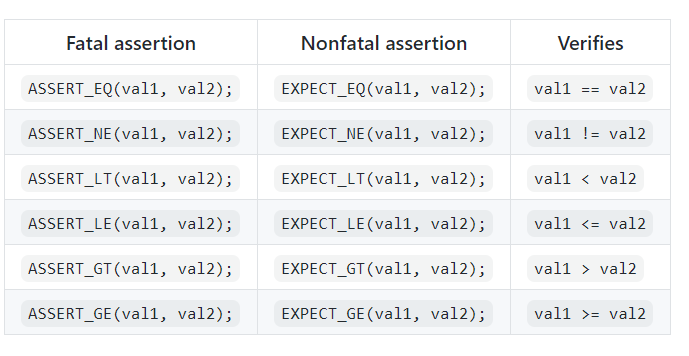 Fatal assertion Nonfatal assertion Verifies
ASSERT_EQ(val1, val2); EXPECT_EQ(val1, val2); val1 == val2
ASSERT_NE(val1, val2); EXPECT_NE(val1, val2); val1 != val2
ASSERT_LT(val1, val2); EXPECT_LT(val1, val2); val1 < val2
ASSERT_LE(val1, val2); EXPECT_LE(val1, val2); val1 <= val2
ASSERT_GT(val1, val2); EXPECT_GT(val1, val2); val1 > val2
ASSERT_GE(val1, val2); EXPECT_GE(val1, val2); val1 >= val2